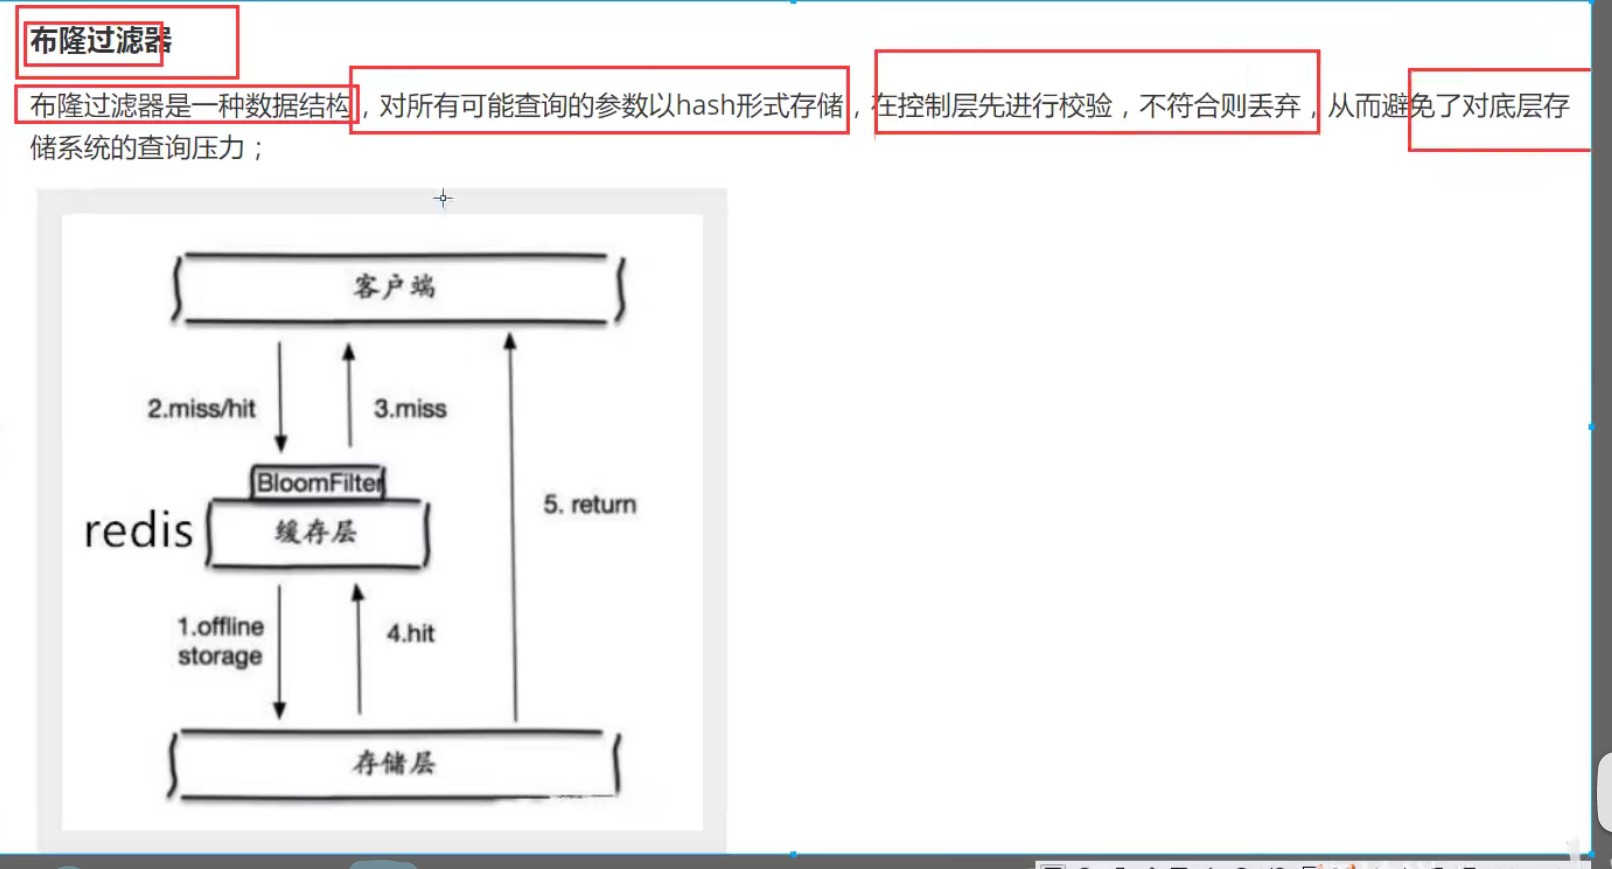 布隆过滤器
布隆过滤器是一种数据结构，对所有可能查询的参数以hash形式存储，在控制层先进行校验，不符合则丢弃，从而避免了对底层存
储系统的查询压力；
客户端
2.miss/hit
3.miss
BloomFilter
5. return
redis
缓存层
1.offline
storage
4.hit
存储层